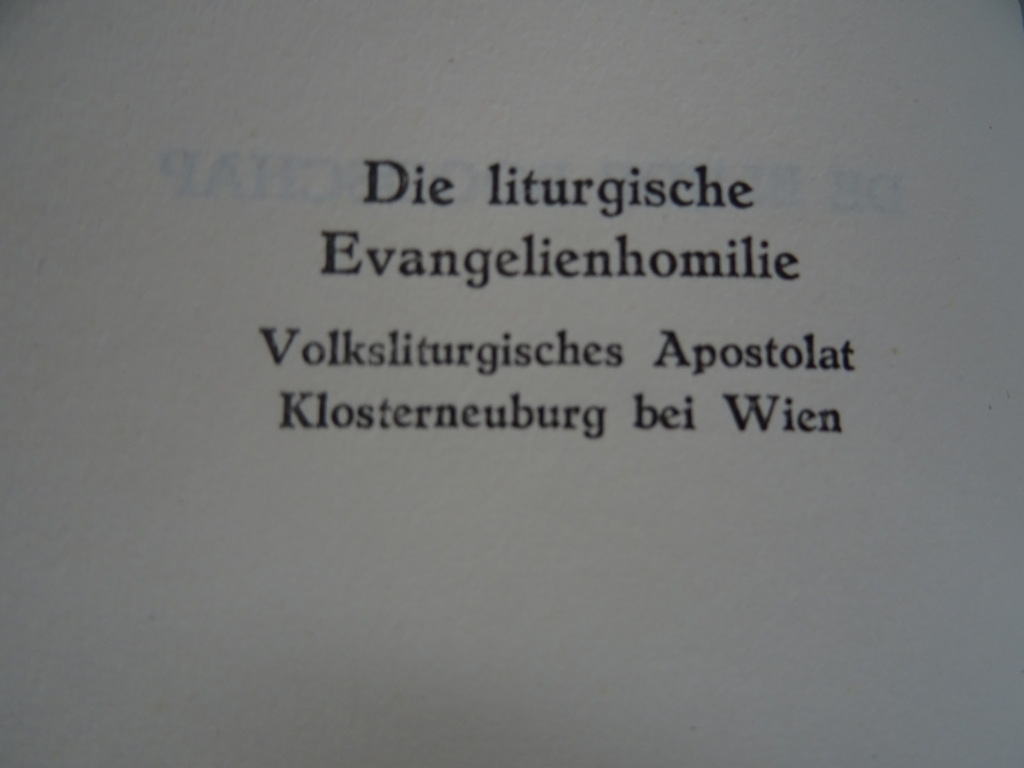 Die liturgische
Evangelienhomilie
Volksliturgisches Apostolat
Klosterneuburg bei Wien